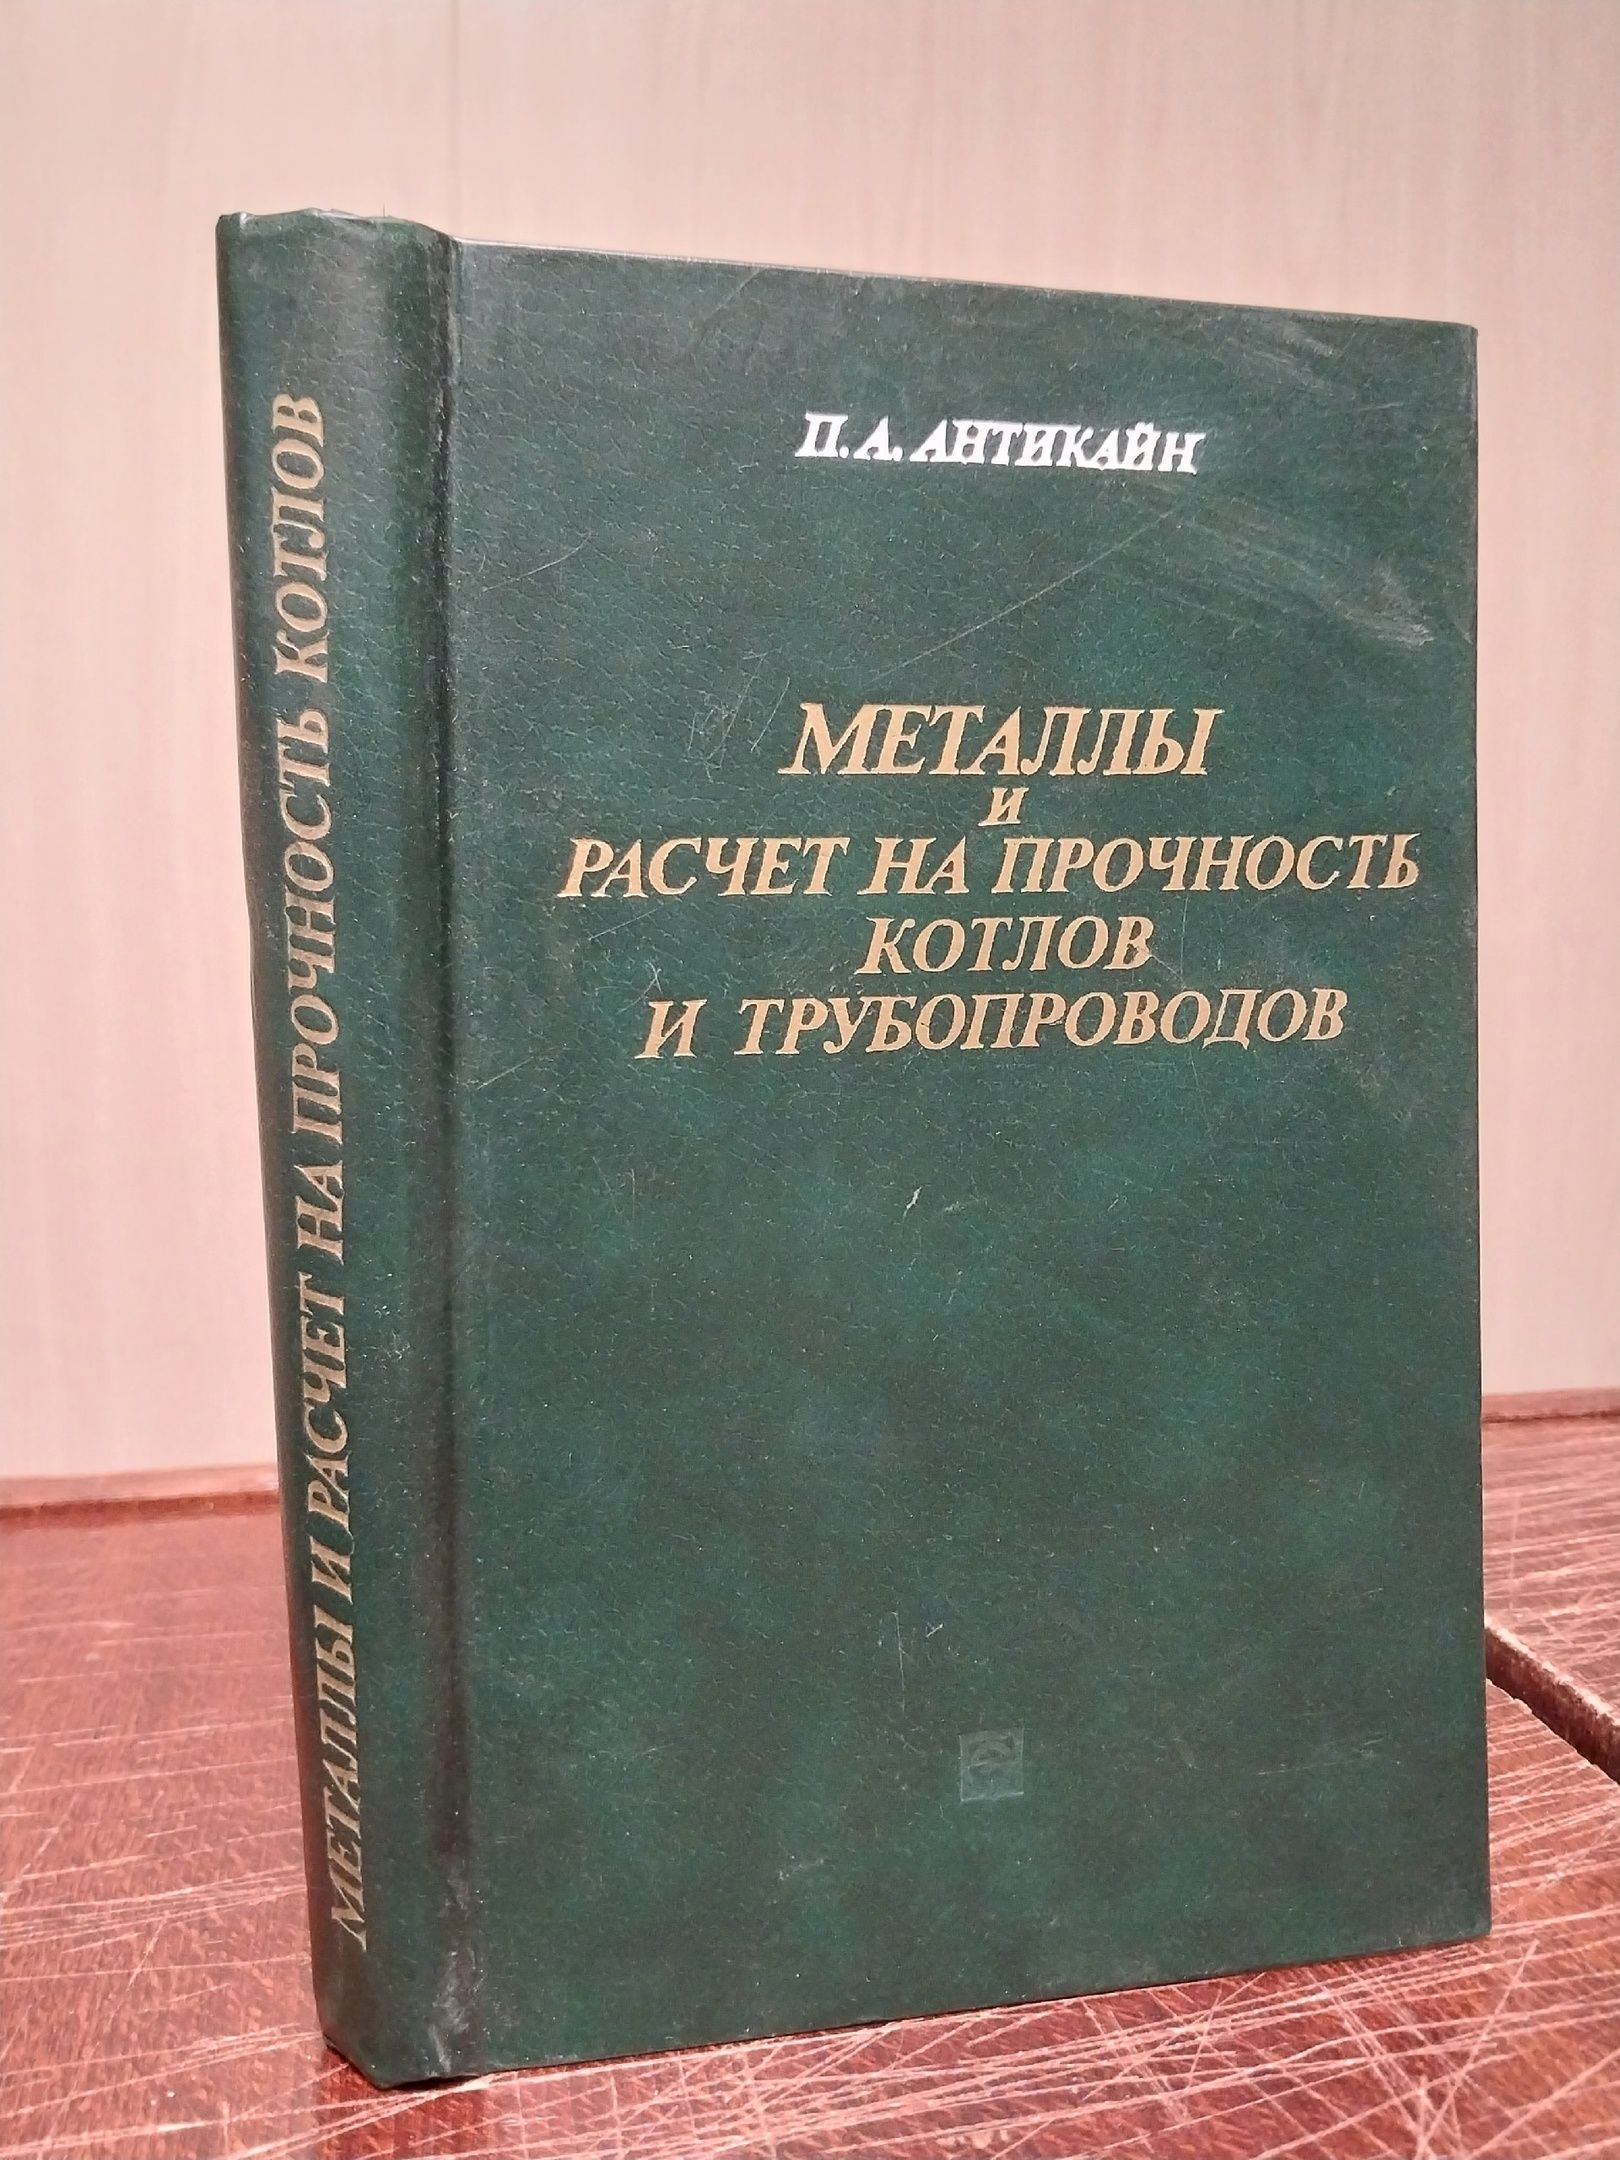 МЕТАЛЛЫ И РАСЧЕТ НА ПРОЧНОСТЬ КОТЛОВ
П. А. АНТИКАЙН
МЕТАЛЛЫ
И
РАСЧЕТ НА ПРОЧНОСТЬ
КОТЛОВ
И ТРУБОПРОВОДОВ